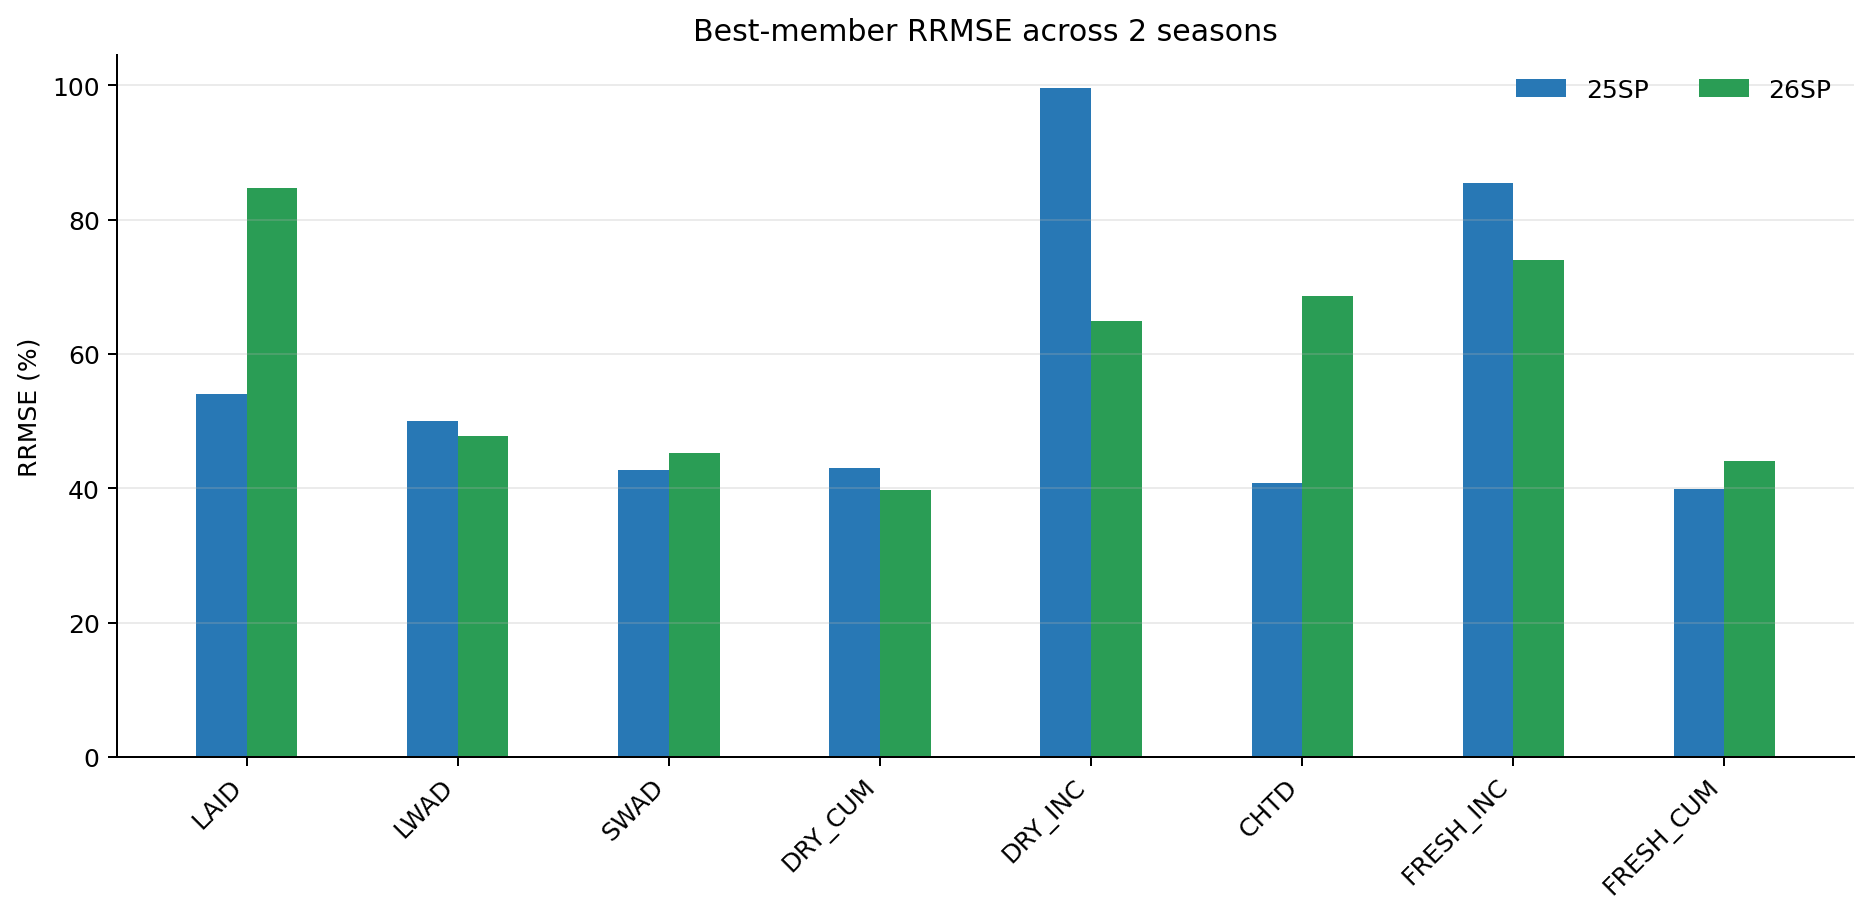 Best-member RRMSE across 2 seasons
25SP 26SP
RRMSE (%)
100
80
60
40
20
0
LAID
LWAD
SWAD
DRY_CUM
DRY_INC
CHTD
FRESH_INC
FRESH_CUM